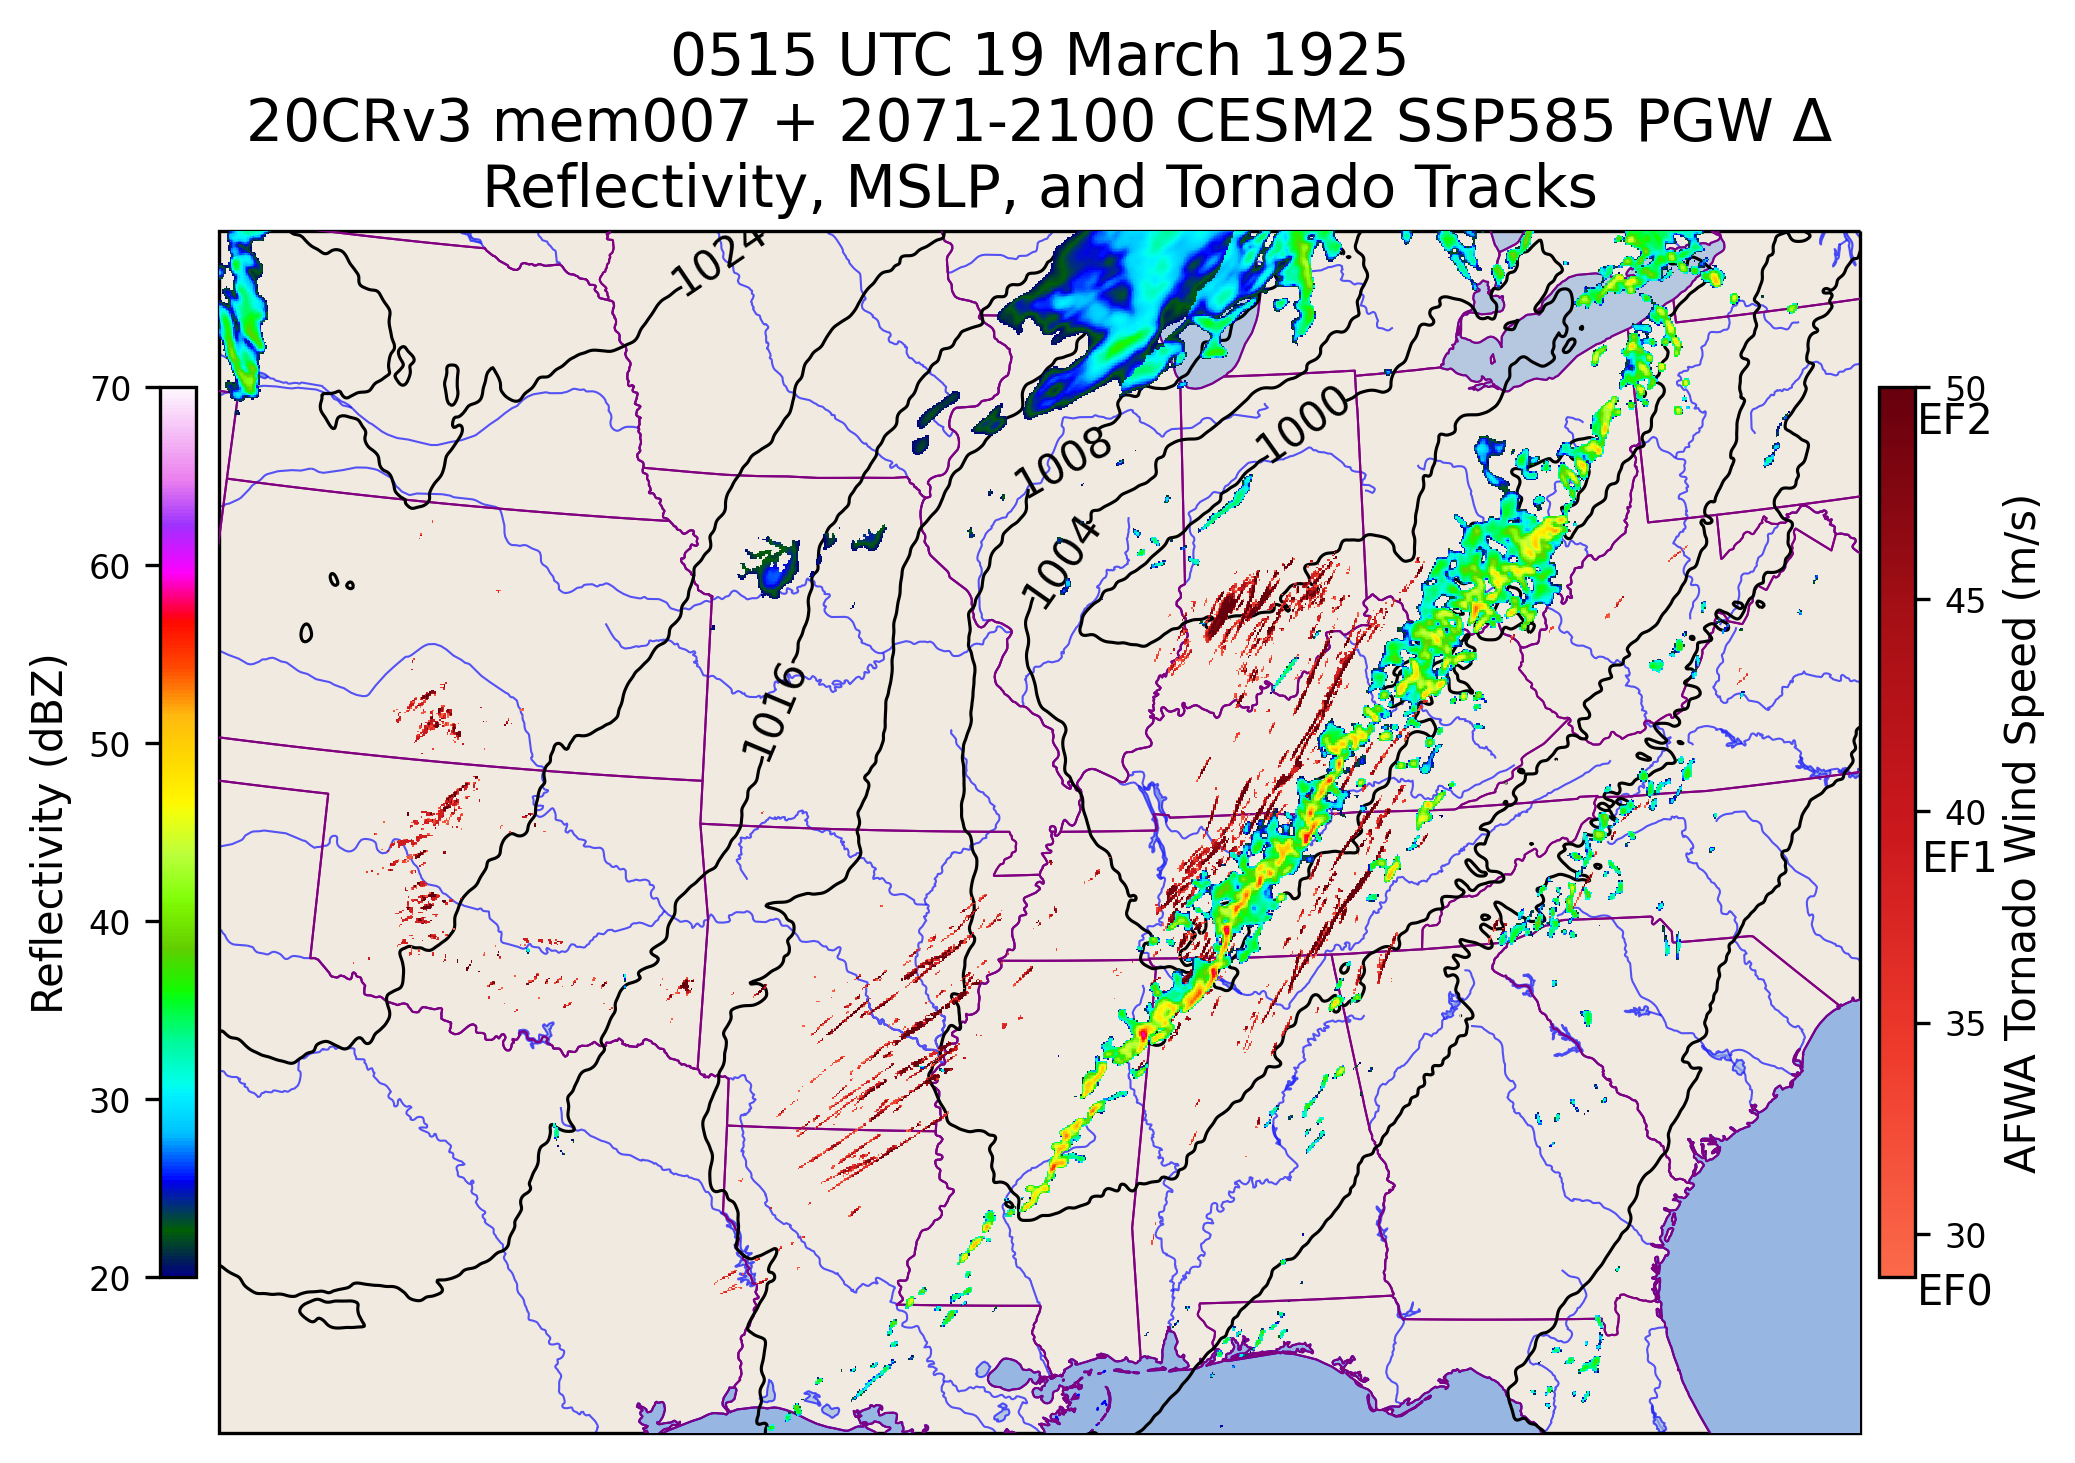 0515 UTC 19 March 1925
20CRv3 mem007 + 2071-2100 CESM2 SSP585 PGW Δ
Reflectivity, MSLP, and Tornado Tracks
Reflectivity (dBZ)
70
60
50
40
30
20
1024
1016
1008
1004
1000
50
EF2
45
40
EF1
35
30
EF0
AFWA Tornado Wind Speed (m/s)